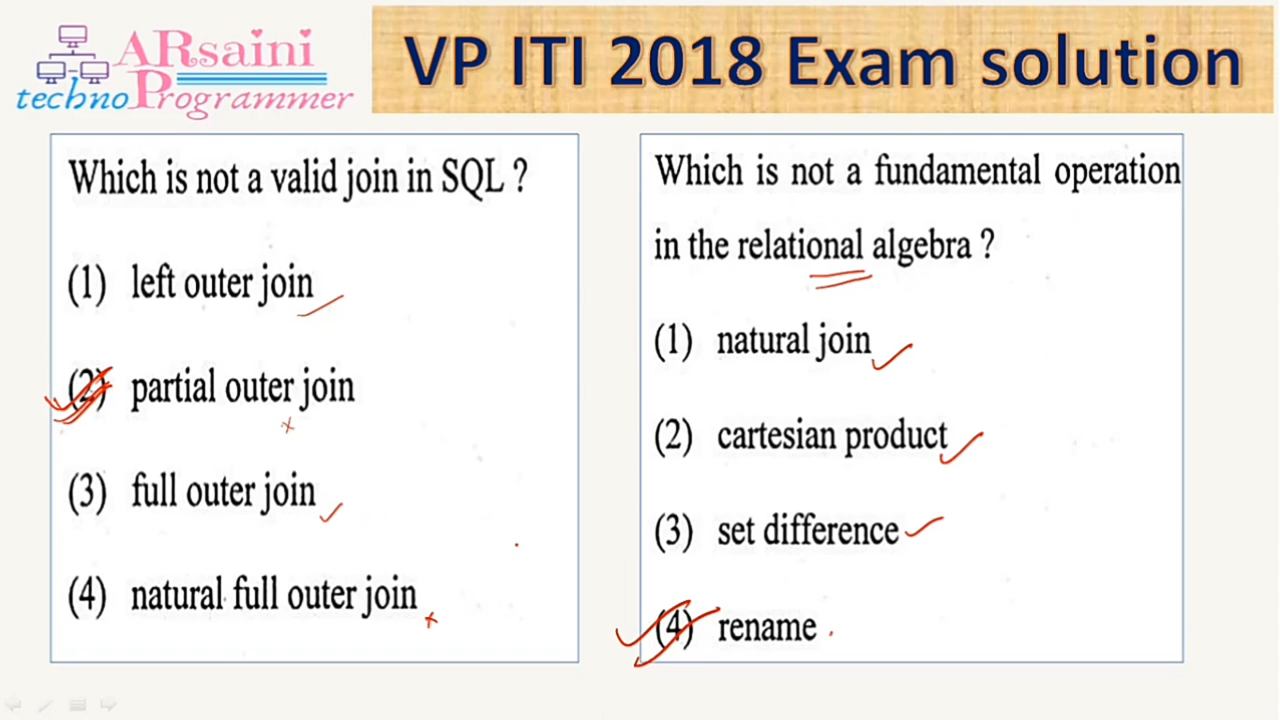 ARsaini
techno Programmer
VP ITI 2018 Exam solution
Which is not a valid join in SQL ?
(1) left outer join
(2) partial outer join
(3) full outer join
(4) natural full outer join
Which is not a fundamental operation
in the relational algebra ?
(1) natural join
(2) cartesian product
(3) set difference
(4) rename